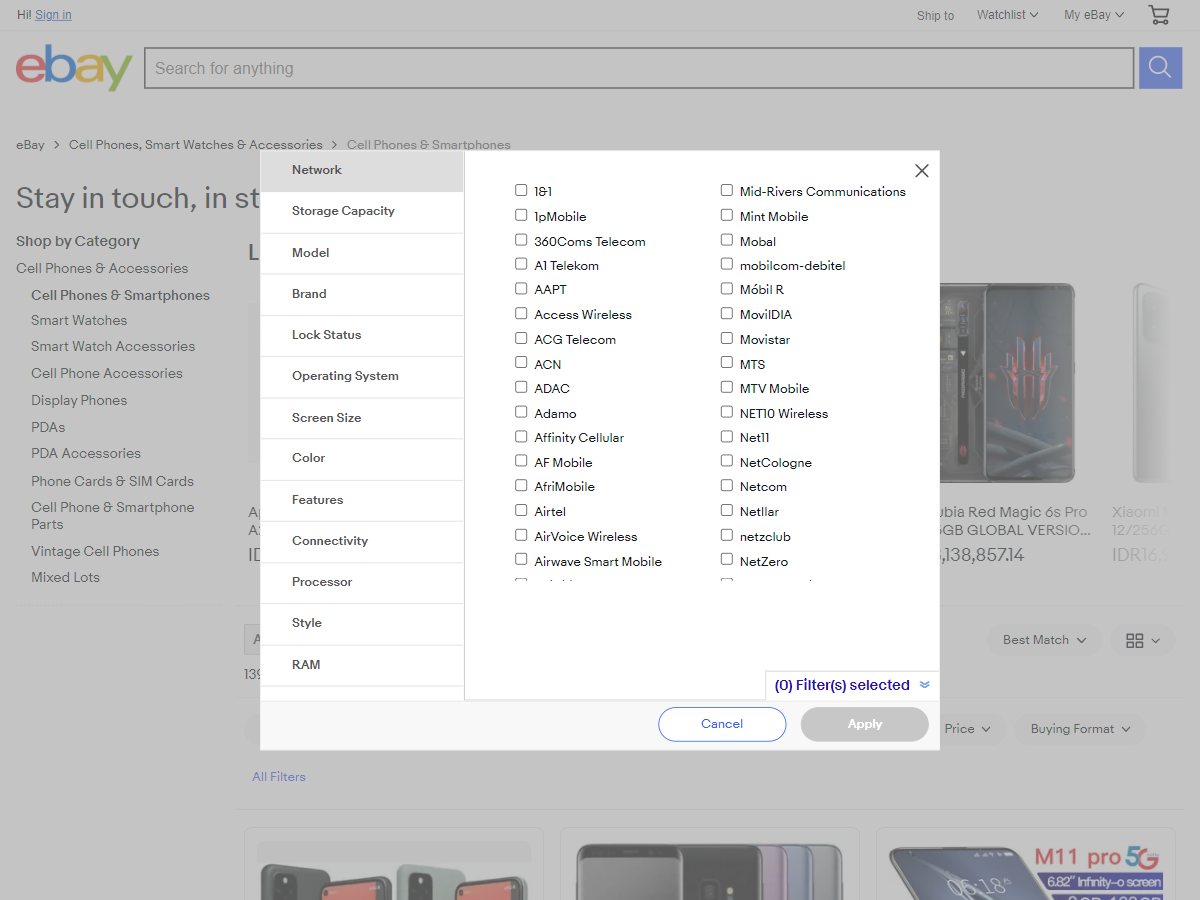 Hi! Sign in
Ship to
Watchlist
My eBay
ebay
Search for anything
eBay
Cell Phones, Smart Watches & Accessories
Cell Phones & Smartphones
Stay in touch, in st
Shop by Category
Cell Phones & Accessories
Cell Phones & Smartphones
Smart Watches
Smart Watch Accessories
Cell Phone Accessories
Display Phones
PDAs
PDA Accessories
Phone Cards & SIM Cards
Cell Phone & Smartphone
Parts
Vintage Cell Phones
Mixed Lots
Network
Storage Capacity
Model
Brand
Lock Status
Operating System
Screen Size
Color
Features
Connectivity
Processor
Style
RAM
1&1
1pMobile
360Coms Telecom
A1 Telekom
AAPT
Access Wireless
ACG Telecom
ACN
ADAC
Adamo
Affinity Cellular
AF Mobile
AfriMobile
Airtel
AirVoice Wireless
Airwave Smart Mobile
Mid-Rivers Communications
Mint Mobile
Mobal
mobilcom-debitel
Móbil R
MovilDIA
Movistar
MTS
MTV Mobile
NET10 Wireless
Net11
NetCologne
Netcom
Netllar
netzclub
NetZero
(0) Filter(s) selected
Cancel
Apply
ubia Red Magic 6s Pro
GB GLOBAL VERSIO...
,138,857.14
Xiaomi
12/256
IDR16,
Best Match
139
Price
Buying Format
All Filters
M11 pro 5G
6.82" Infinity-o screen
06:18